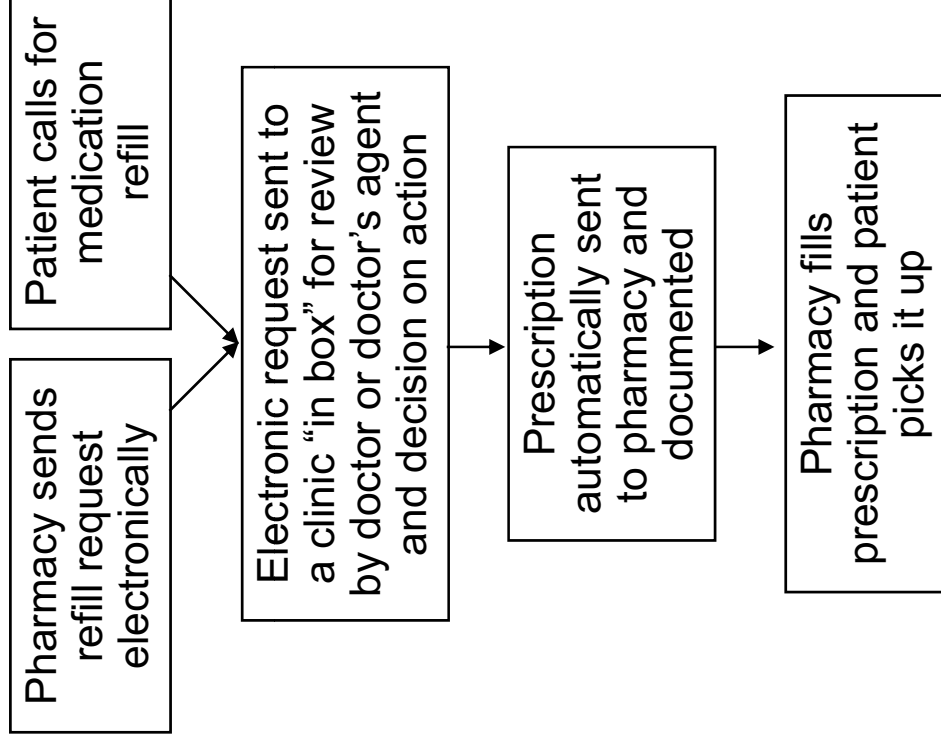 Pharmacy sends
refill request
electronically
Patient calls for
medication
refill
Electronic request sent to
a clinic “in box” for review
by doctor or doctor’s agent
and decision on action
Prescription
automatically sent
to pharmacy and
documented
Pharmacy fills
prescription and patient
picks it up